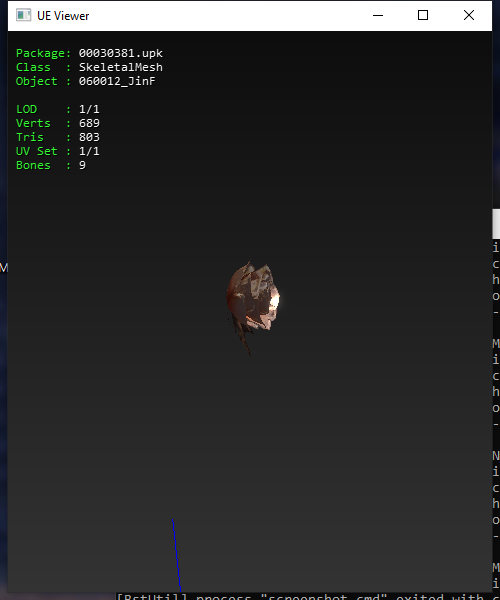 UE Viewer
Package: 00030381.upk
Class : SkeletalMesh
Object : 060012_JinF
LOD : 1/1
Verts : 689
Tris : 803
UV Set : 1/1
Bones : 9
M
i
c
h
o
-
M
i
c
h
o
-
N
i
c
h
o
-
M
i
[BstUtil] process "screenshot.cmd" exited with c